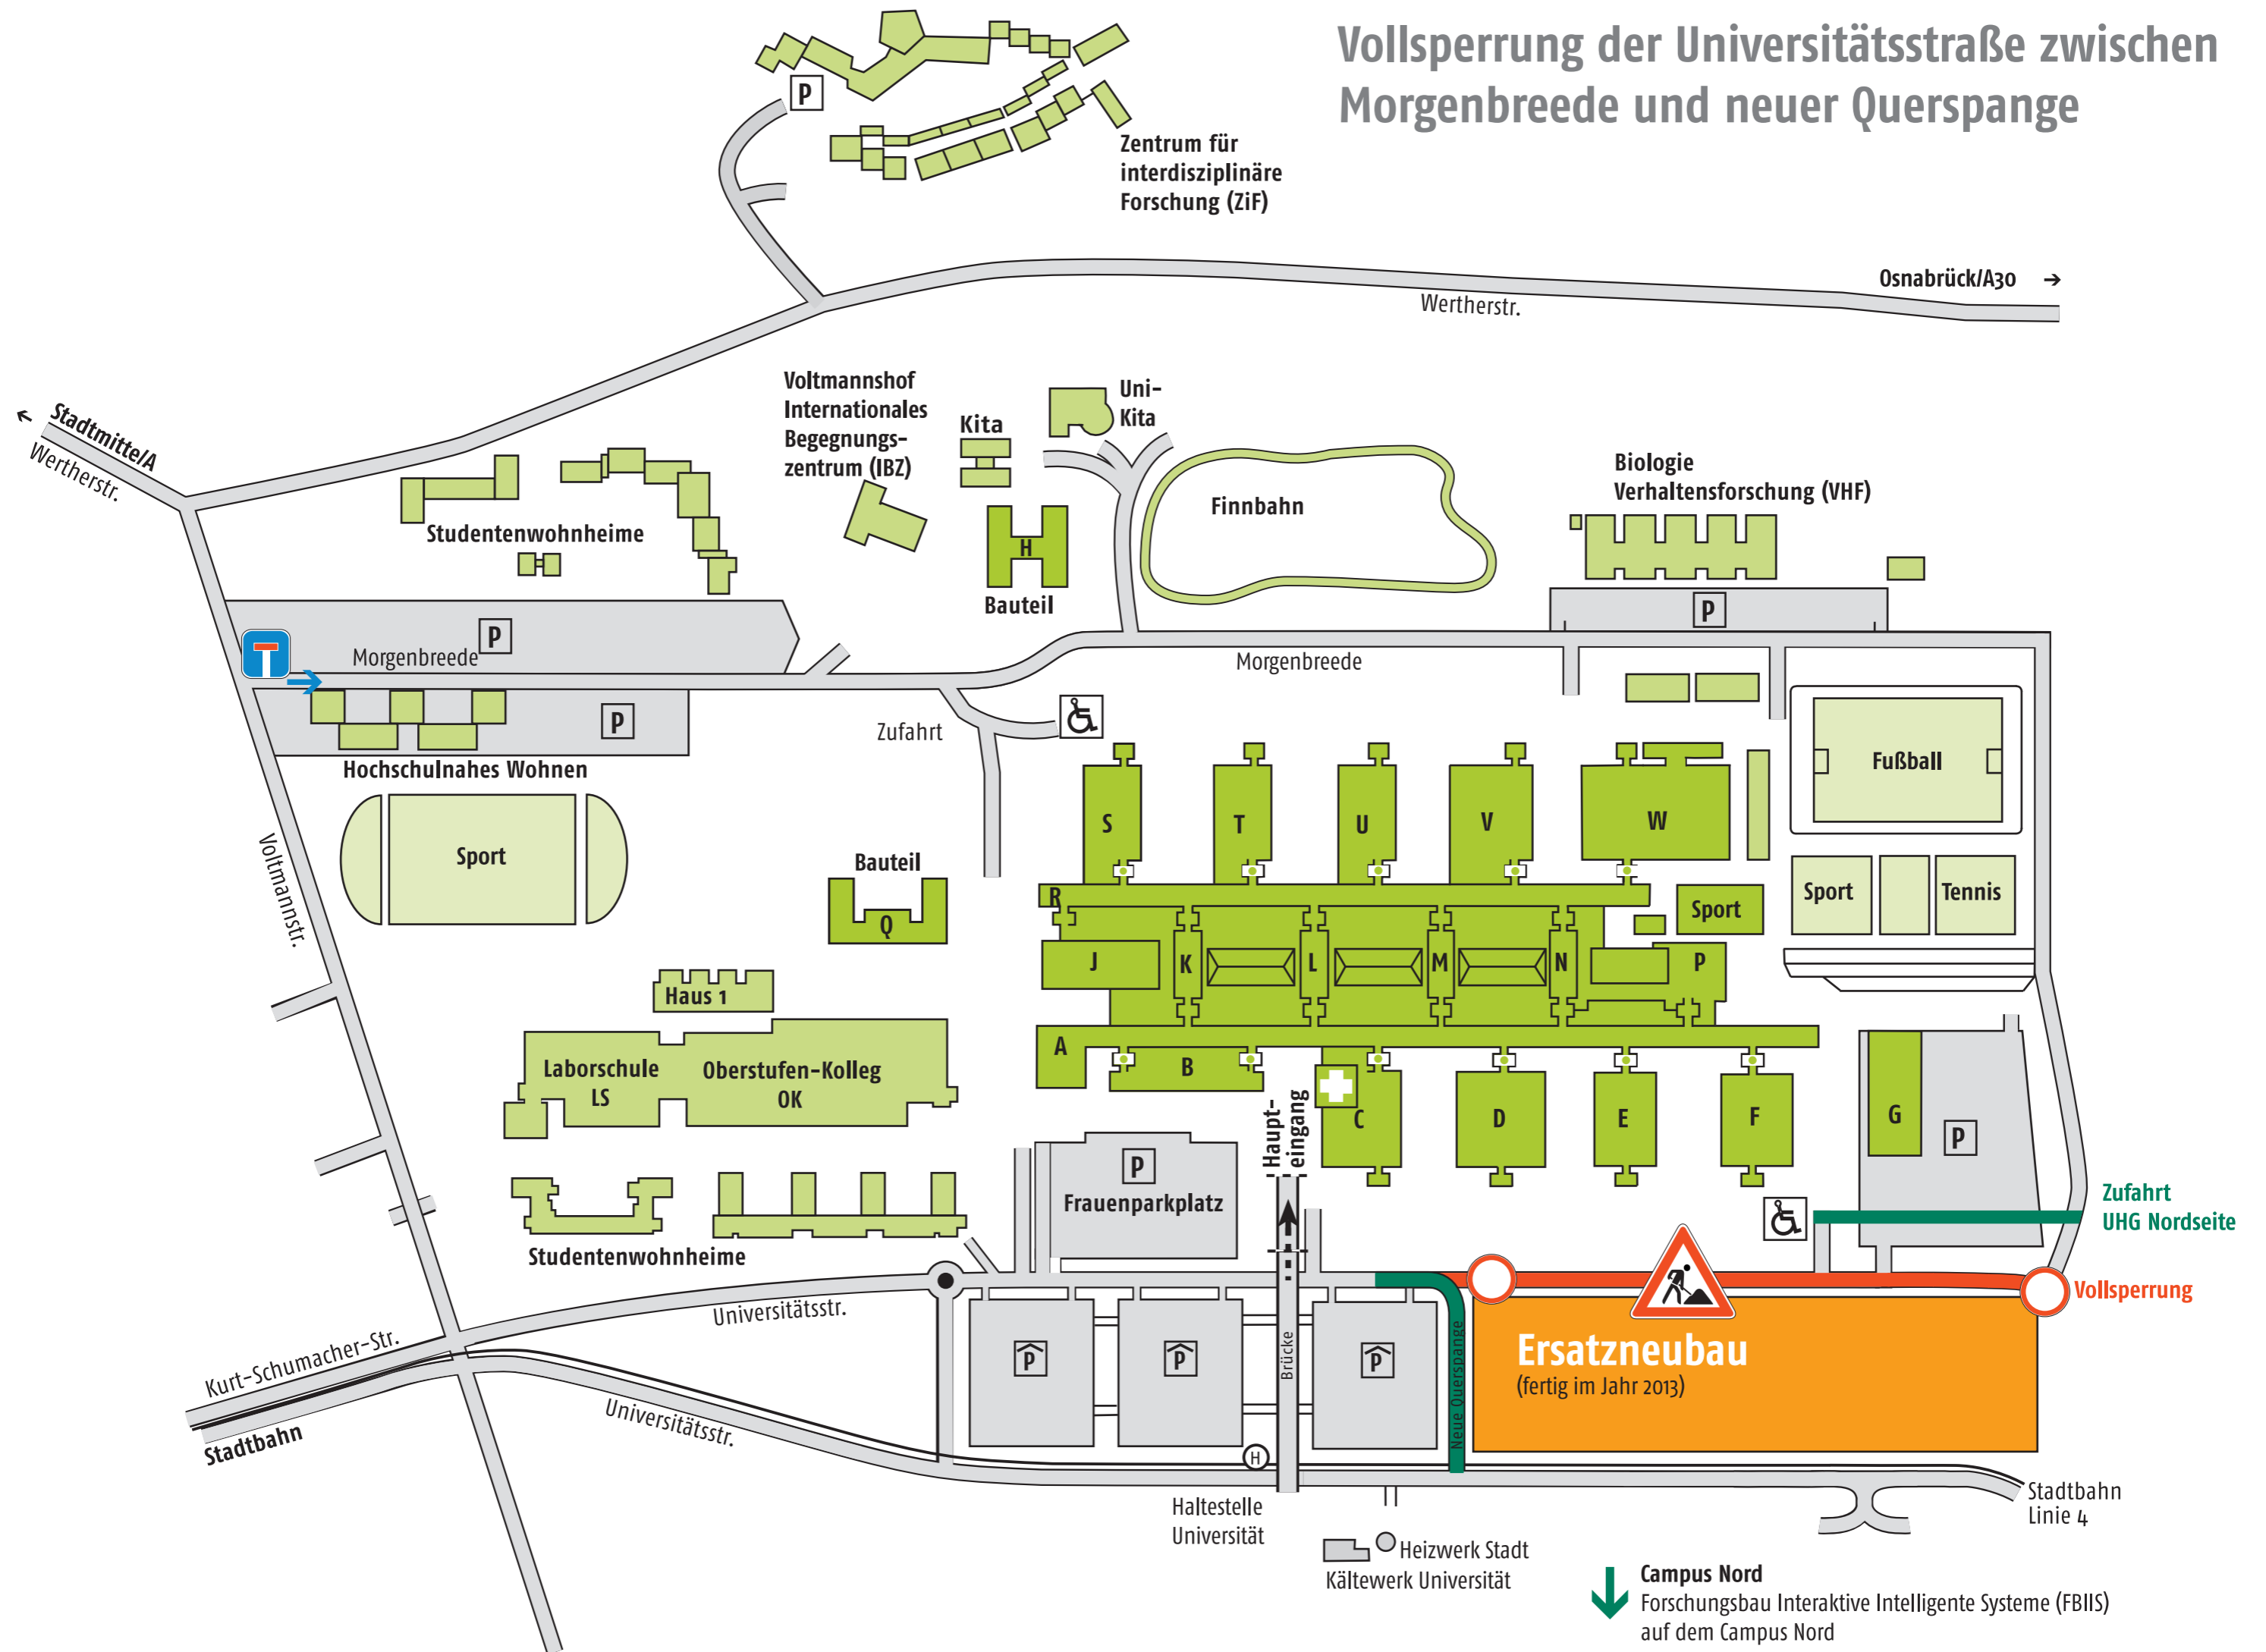 Vollsperrung der Universitätsstraße zwischen
Morgenbreede und neuer Querspange
P
Zentrum für
interdisziplinäre
Forschung (ZiF)
Osnabrück/A30 →
Wertherstr.
← Stadtmitte/A
Wertherstr.
Voltmannshof
Internationales
Begegnungs-
zentrum (IBZ)
Kita
Uni-
Kita
Finnbahn
Biologie
Verhaltensforschung (VHF)
Studentenwohnheime
H
Bauteil
P
P
Morgenbreede
Morgenbreede
P
Zufahrt
Hochschulnahes Wohnen
Fußball
Sport
Voltmannstr.
Bauteil
Q
S
T
U
V
W
R
Sport
Sport
Tennis
J
K
L
M
N
P
Haus 1
A
B
C
D
E
F
G
P
Laborschule
LS
Oberstufen-Kolleg
OK
Haupt-
eingang
P
Frauenparkplatz
Studentenwohnheime
Zufahrt
UHG Nordseite
Vollsperrung
Universitätsstr.
Kurt-Schumacher-Str.
Stadtbahn
Universitätsstr.
P
P
P
Brücke
Neue Querspange
Ersatzneubau
(fertig im Jahr 2013)
H
Haltestelle
Universität
Stadtbahn
Linie 4
Heizwerk Stadt
Kältewerk Universität
Campus Nord
Forschungsbau Interaktive Intelligente Systeme (FBIIS)
auf dem Campus Nord